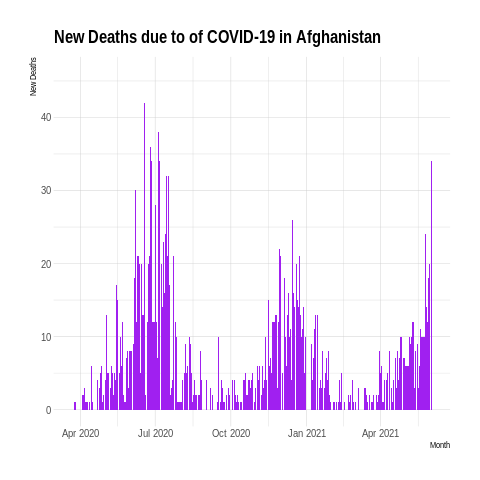 New Deaths due to of COVID-19 in Afghanistan
New Deaths
40
30
20
10
0
Apr 2020 Jul 2020 Oct 2020 Jan 2021 Apr 2021
Month